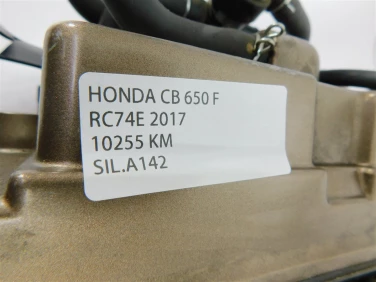 HONDA CB 650 F
RC74E 2017
10255 KM
SIL.A142